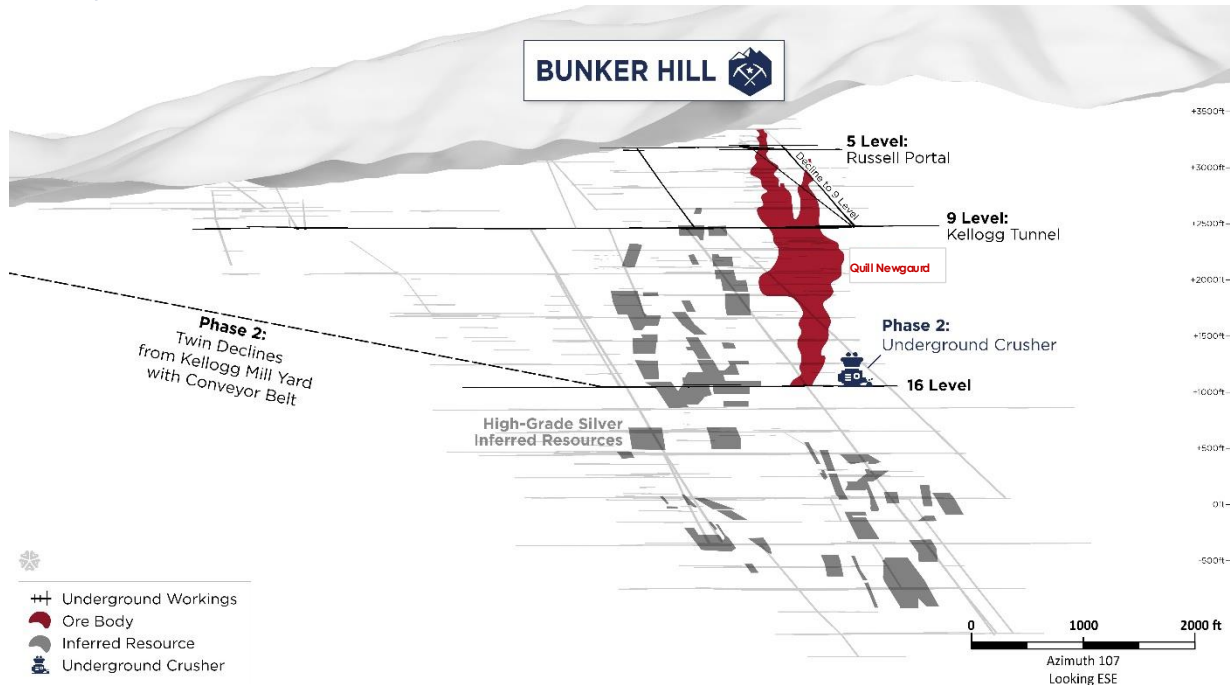 BUNKER HILL
+3500ft
5 Level:
Russell Portal
Decline to 9 Level
+3000ft
9 Level:
Kellogg Tunnel
+2500ft
Quill Newgaurd
+2000ft
Phase 2:
Twin Declines
from Kellogg Mill Yard
with Conveyor Belt
Phase 2:
Underground Crusher
+1500ft
16 Level
+1000ft
High-Grade Silver
Inferred Resources
+500ft
0ft
-500ft
Underground Workings
Ore Body
Inferred Resource
Underground Crusher
0 1000 2000 ft
Azimuth 107
Looking ESE